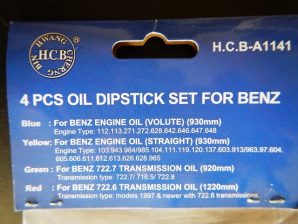 HWANG CHERNG BIN
H.C.B
H.C.B-A1141
4 PCS OIL DIPSTICK SET FOR BENZ
Blue : For BENZ ENGINE OIL (VOLUTE) (930mm)
Engine Type: 112.113.271.272.628.642.646.647.648
Yellow: For BENZ ENGINE OIL (STRAIGHT) (930mm)
Engine Type: 103.943.984/985.104.111.119.120.137.603.913/963.97.604.
605.606.611.612.613.626.628.965
Green : For BENZ 722.7 TRANSMISSION OIL (920mm)
Transmission type: 722.7/ 716.5/ 722.8
Red : For BENZ 722.6 TRANSMISSION OIL (1220mm)
Transmission type: models 1997 & newer with 722.6 transmissions